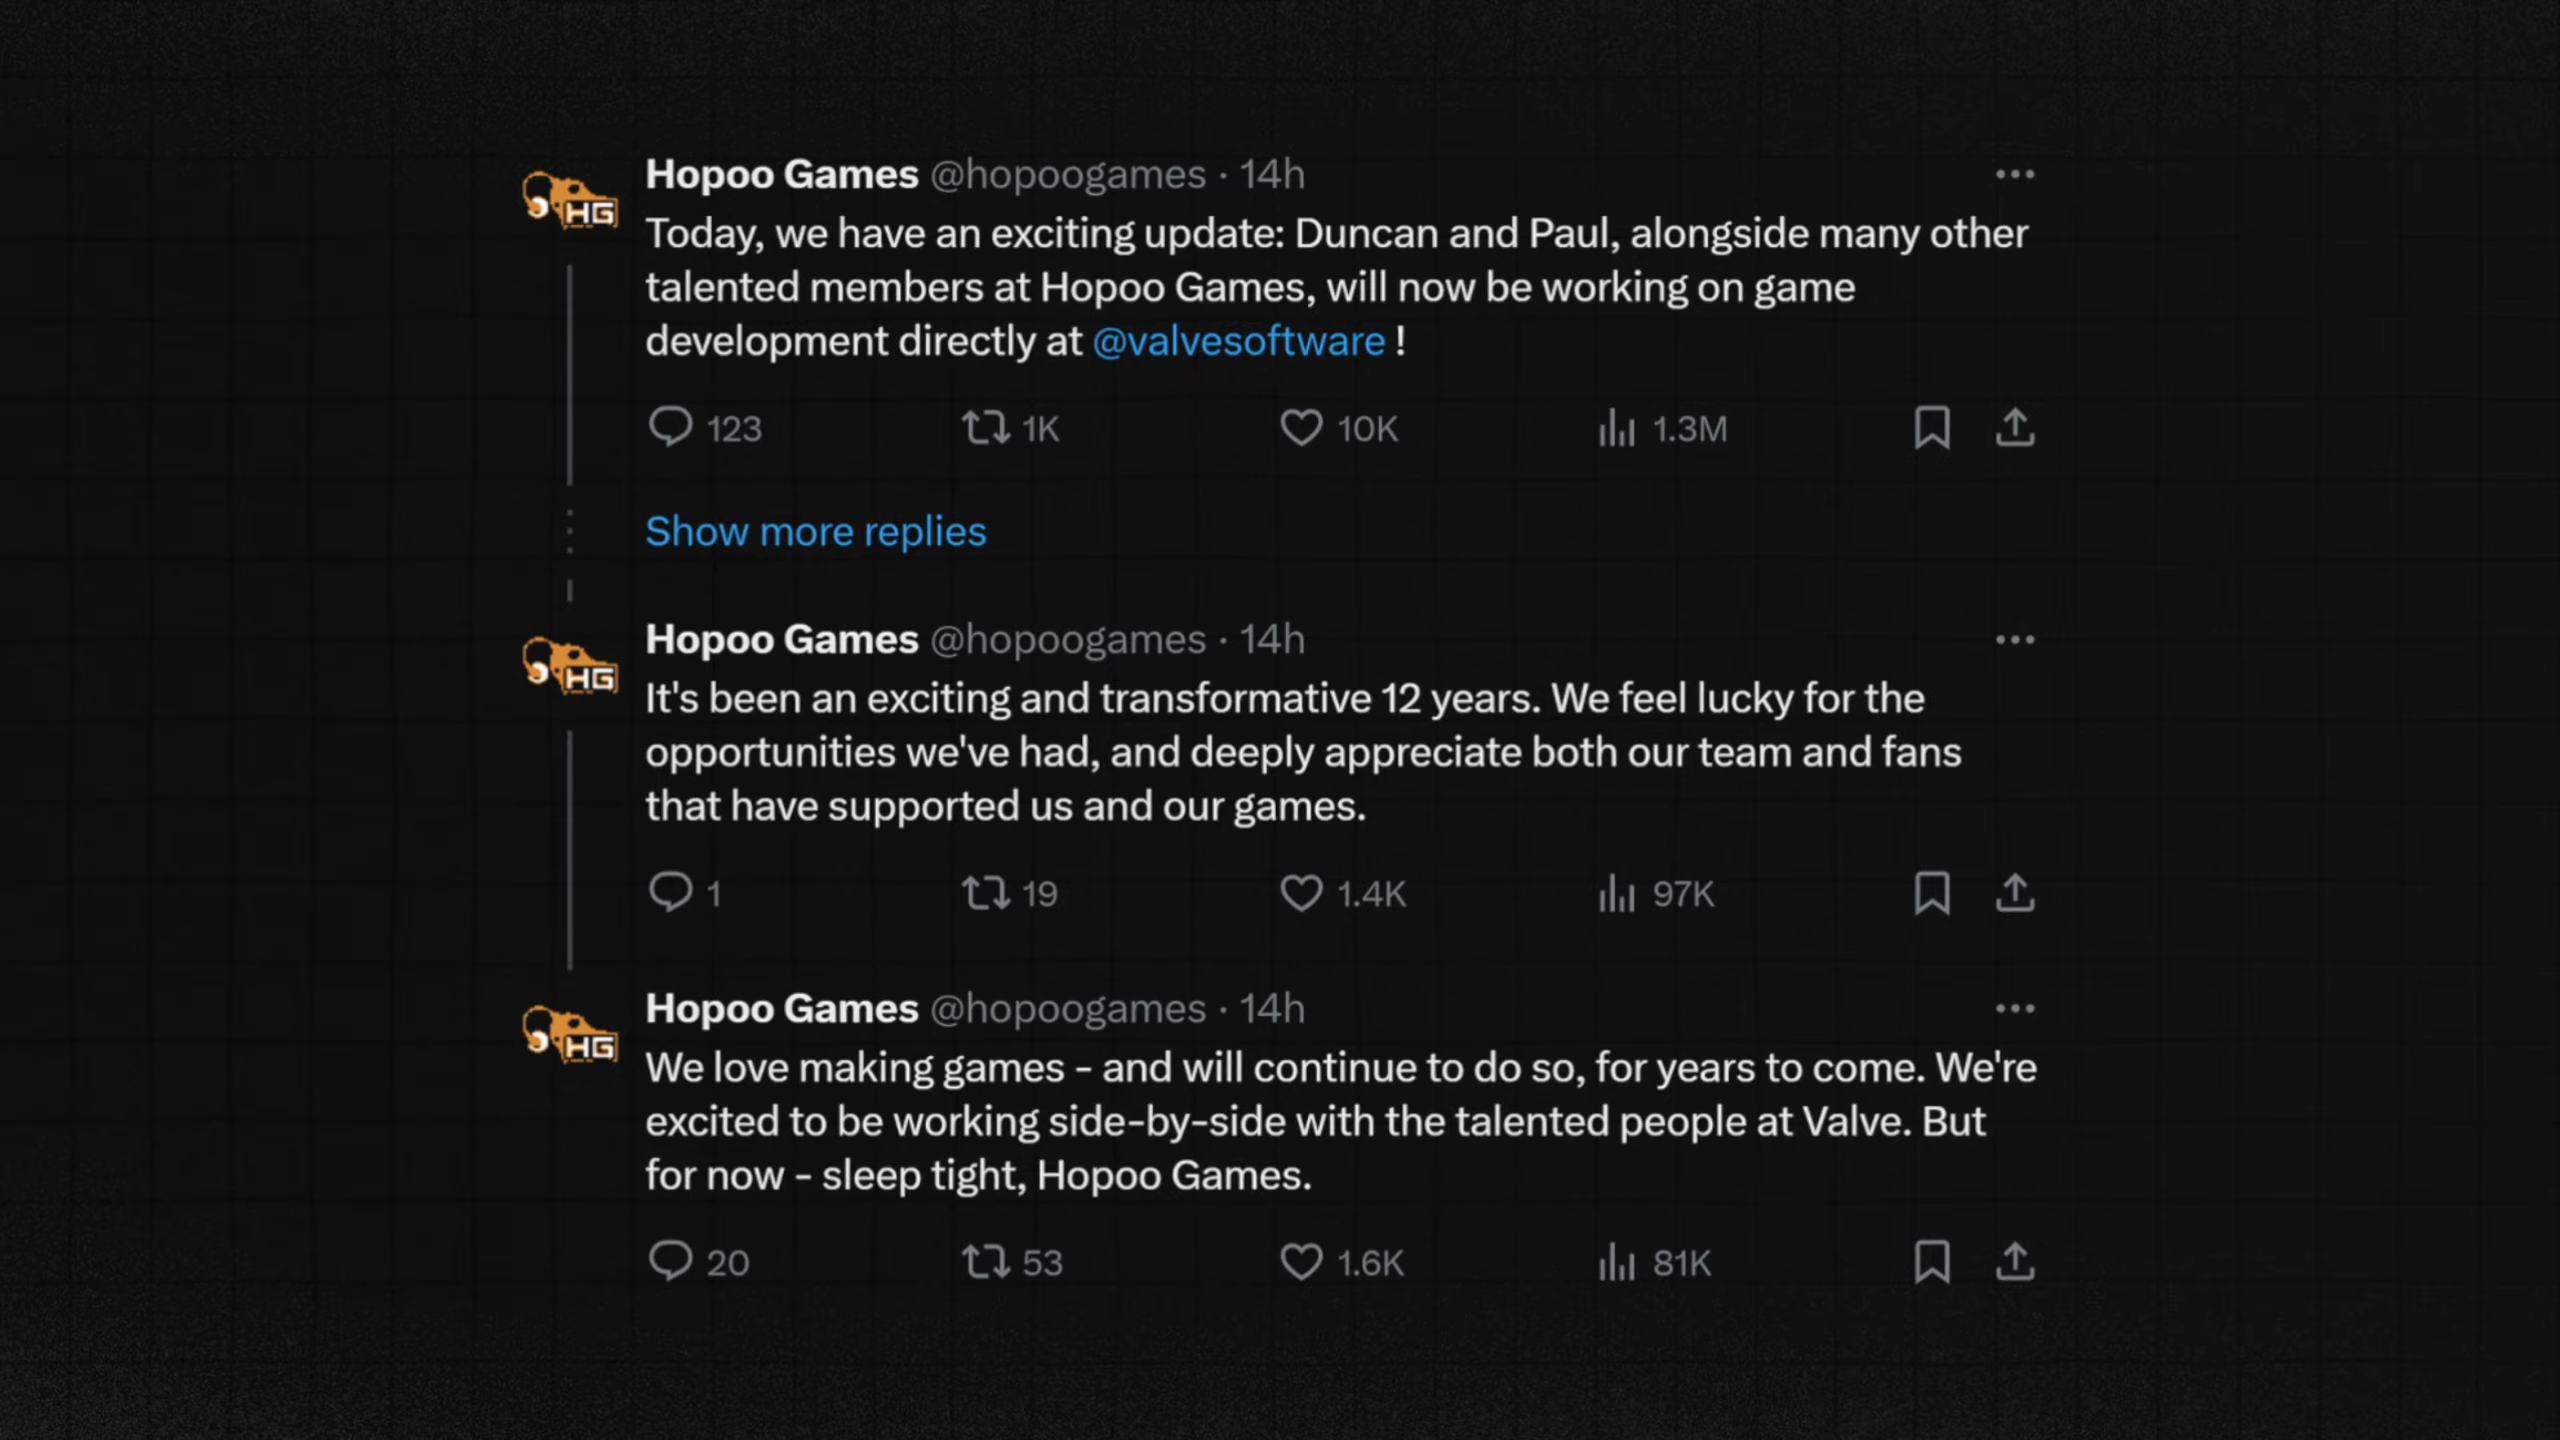 Hopoo Games @hopoogames · 14h
HG
Today, we have an exciting update: Duncan and Paul, alongside many other
talented members at Hopoo Games, will now be working on game
development directly at @valvesoftware !
123 1K 10K 1.3M
Show more replies
Hopoo Games @hopoogames · 14h
HG
It's been an exciting and transformative 12 years. We feel lucky for the
opportunities we've had, and deeply appreciate both our team and fans
that have supported us and our games.
1 19 1.4K 97K
Hopoo Games @hopoogames · 14h
HG
We love making games - and will continue to do so, for years to come. We're
excited to be working side-by-side with the talented people at Valve. But
for now - sleep tight, Hopoo Games.
20 53 1.6K 81K